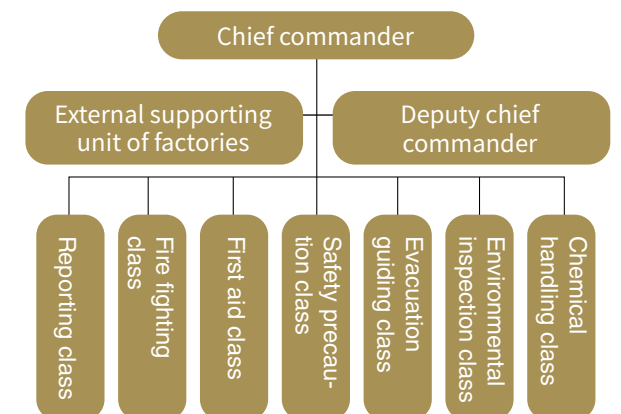 Chief commander
External supporting
unit of factories
Deputy chief
commander
Reporting class
Fire fighting
class
First aid class
Safety precau-
tion class
Evacuation
guiding class
Environmental
inspection class
Chemical
handling class